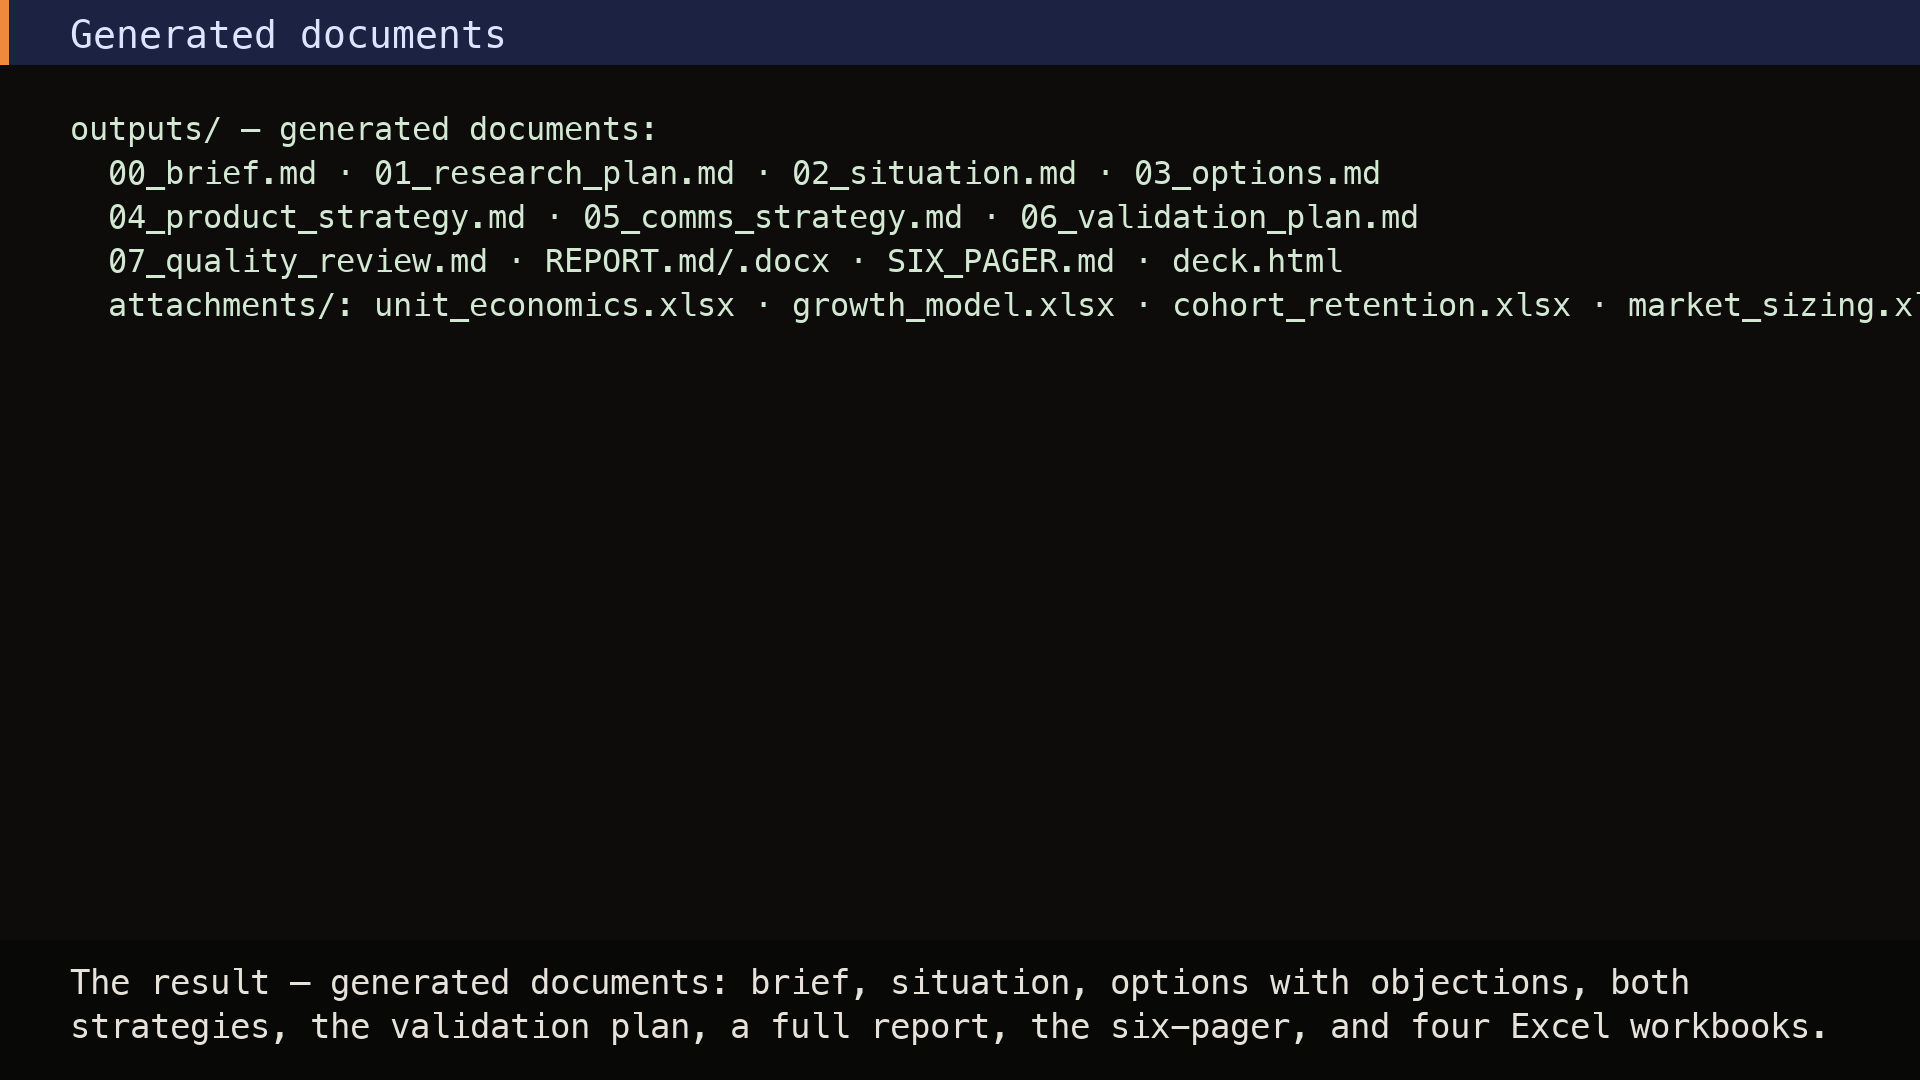 Generated documents
outputs/ — generated documents:
00_brief.md · 01_research_plan.md · 02_situation.md · 03_options.md
04_product_strategy.md · 05_comms_strategy.md · 06_validation_plan.md
07_quality_review.md · REPORT.md/.docx · SIX_PAGER.md · deck.html
attachments/: unit_economics.xlsx · growth_model.xlsx · cohort_retention.xlsx · market_sizing.xl
The result — generated documents: brief, situation, options with objections, both
strategies, the validation plan, a full report, the six-pager, and four Excel workbooks.